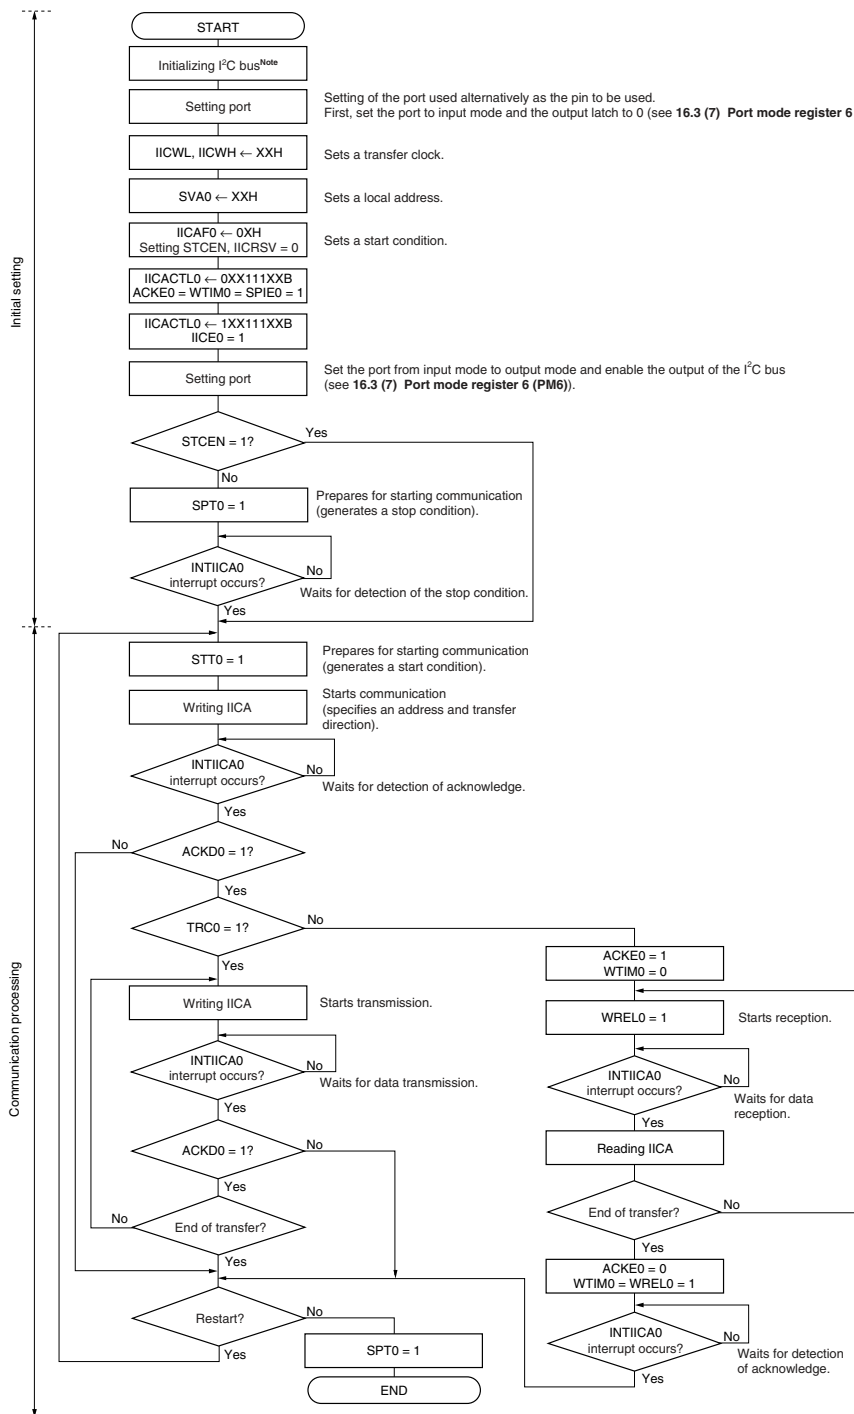 START
Initializing I²C bus^Note
Setting port
Setting of the port used alternatively as the pin to be used.
First, set the port to input mode and the output latch to 0 (see 16.3 (7) Port mode register 6
IICWL, IICWH ← XXH
Sets a transfer clock.
SVA0 ← XXH
Sets a local address.
IICAF0 ← 0XH
Setting STCEN, IICRSV = 0
Sets a start condition.
Initial setting
IICACTL0 ← 0XX111XXB
ACKE0 = WTIM0 = SPIE0 = 1
IICACTL0 ← 1XX111XXB
IICE0 = 1
Setting port
Set the port from input mode to output mode and enable the output of the I²C bus
(see 16.3 (7) Port mode register 6 (PM6)).
STCEN = 1?
Yes
No
SPT0 = 1
Prepares for starting communication
(generates a stop condition).
INTIICA0
interrupt occurs?
No
Waits for detection of the stop condition.
Yes
STT0 = 1
Prepares for starting communication
(generates a start condition).
Writing IICA
Starts communication
(specifies an address and transfer
direction).
INTIICA0
interrupt occurs?
No
Waits for detection of acknowledge.
Yes
No
ACKD0 = 1?
Yes
TRC0 = 1?
No
Yes
Communication processing
ACKE0 = 1
WTIM0 = 0
Writing IICA
Starts transmission.
WREL0 = 1
Starts reception.
INTIICA0
interrupt occurs?
No
Waits for data transmission.
Yes
INTIICA0
interrupt occurs?
No
Waits for data
reception.
Yes
ACKD0 = 1?
No
Yes
Reading IICA
No
End of transfer?
Yes
End of transfer?
No
Yes
ACKE0 = 0
WTIM0 = WREL0 = 1
Restart?
No
Yes
INTIICA0
interrupt occurs?
No
Waits for detection
of acknowledge.
Yes
SPT0 = 1
END